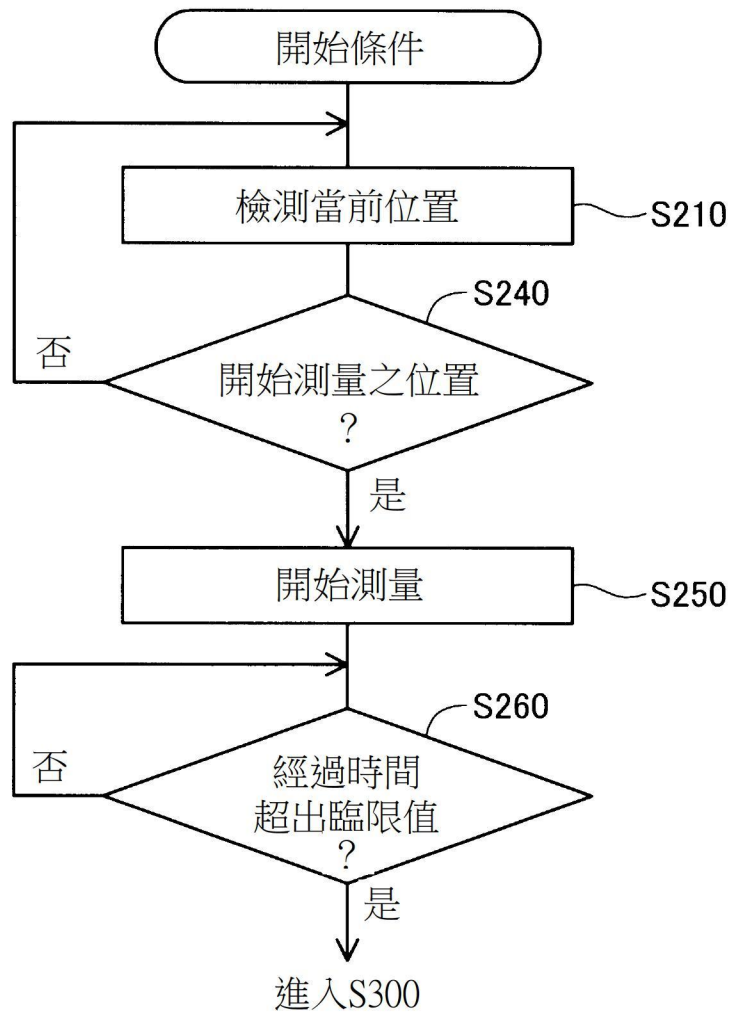 開始條件
檢測當前位置
S210
S240
否
開始測量之位置
?
是
開始測量
S250
S260
否
經過時間
超出臨限值
?
是
進入S300